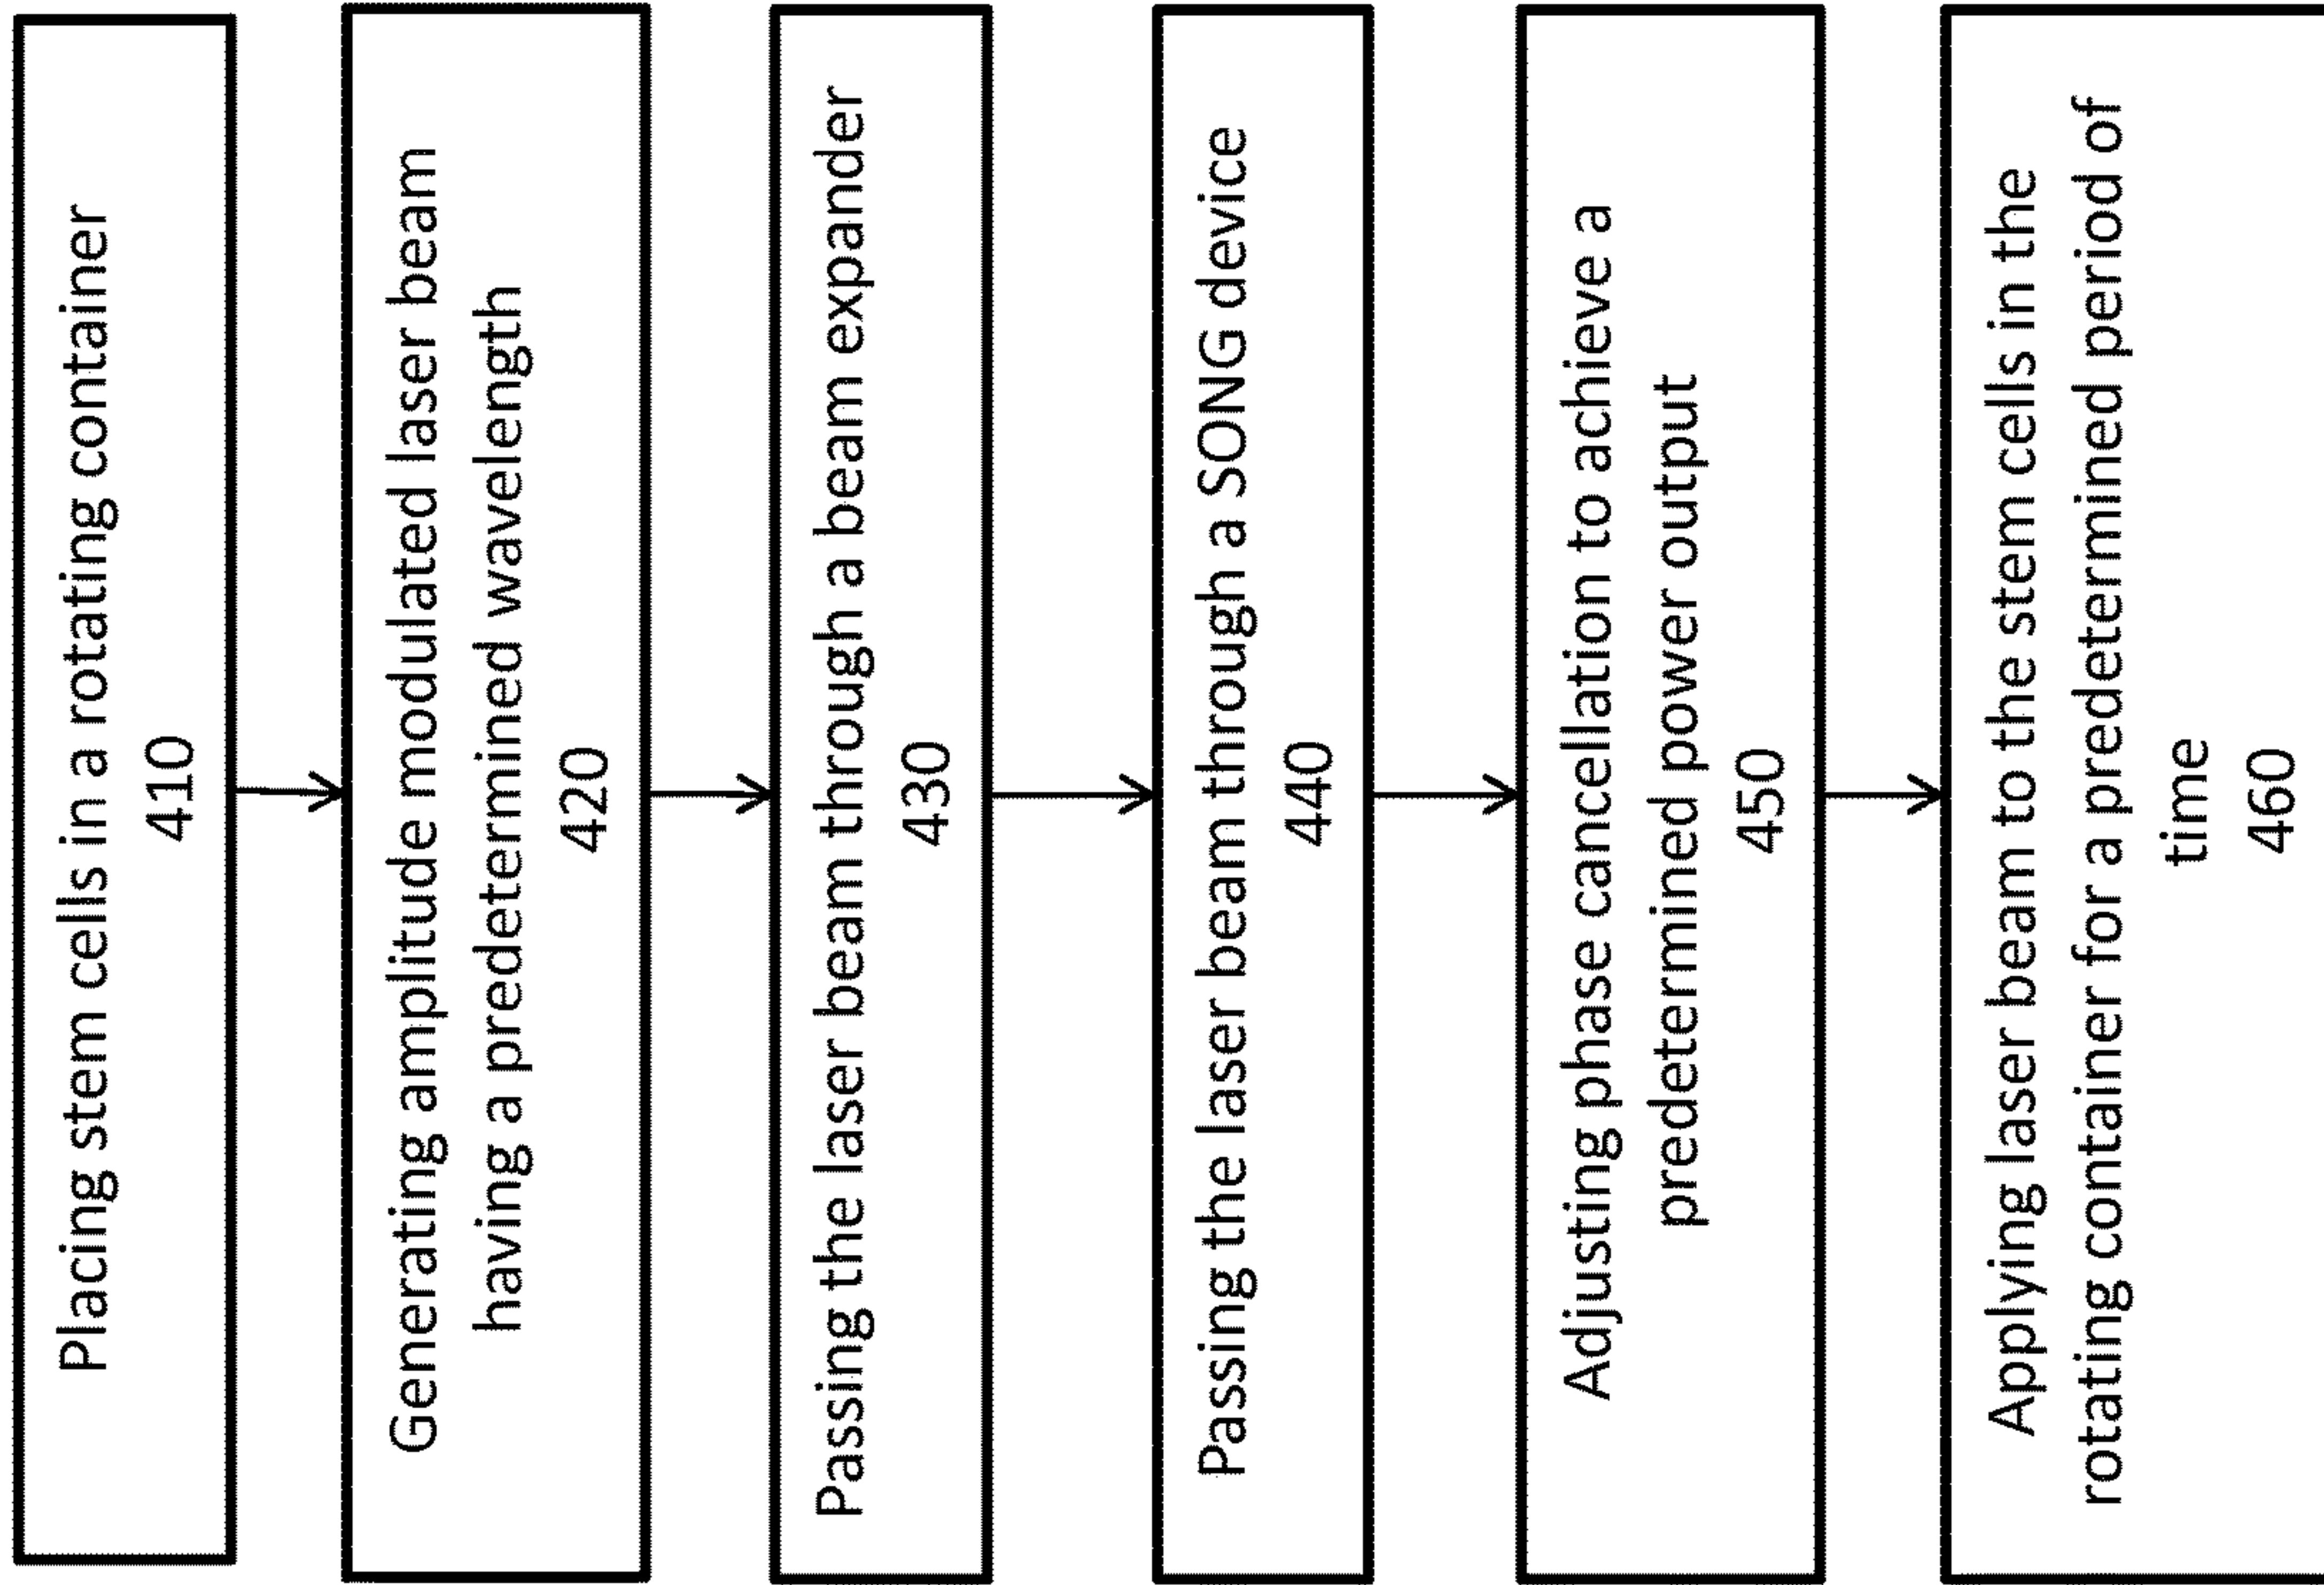 Placing stem cells in a rotating container
410
Generating amplitude modulated laser beam
having a predetermined wavelength
420
Passing the laser beam through a beam expander
430
Passing the laser beam through a SONG device
440
Adjusting phase cancellation to achieve a
predetermined power output
450
Applying laser beam to the stem cells in the
rotating container for a predetermined period of
time
460